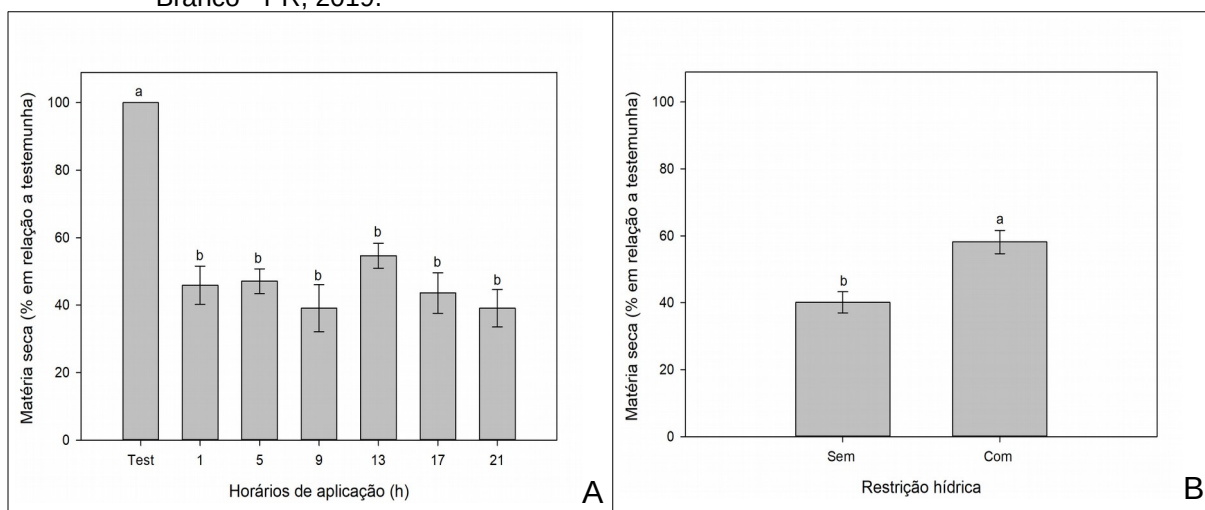 Branco - PR, 2019.
Matéria seca (% em relação a testemunha)
100
80
60
40
20
0
a
b
b
b
b
b
b
Test
1
5
9
13
17
21
Horários de aplicação (h)
A
Matéria seca (% em relação a testemunha)
100
80
60
40
20
0
b
a
Sem
Com
Restrição hídrica
B